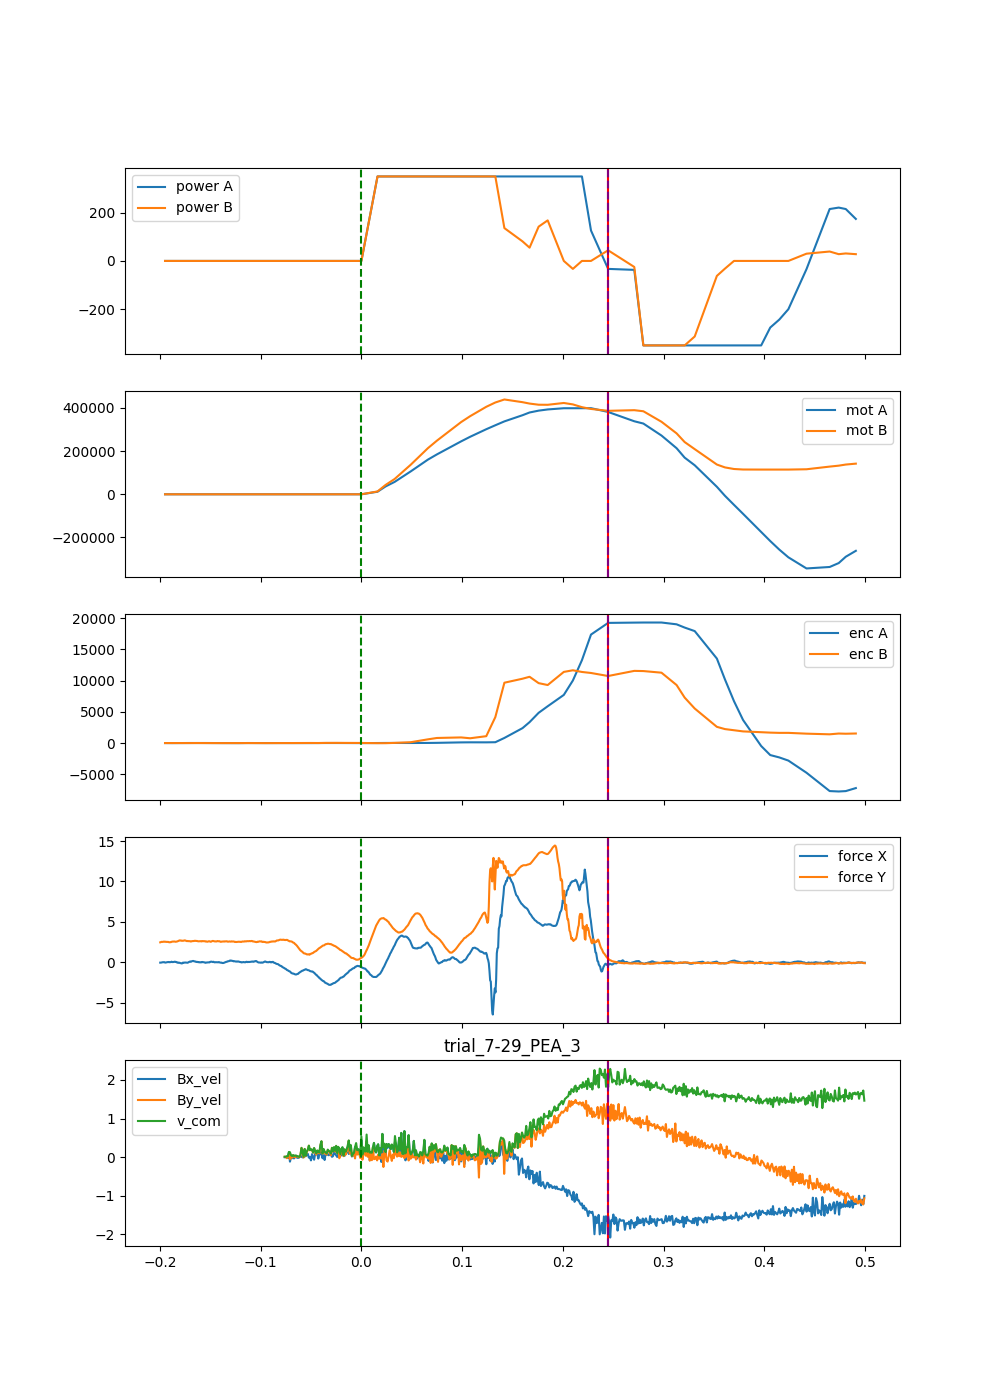 power A
power B
200
0
−200
mot A
mot B
400000
200000
0
−200000
enc A
enc B
20000
15000
10000
5000
0
−5000
force X
force Y
15
10
5
0
−5
trial_7-29_PEA_3
Bx_vel
By_vel
v_com
2
1
0
−1
−2
−0.2 −0.1 0.0 0.1 0.2 0.3 0.4 0.5